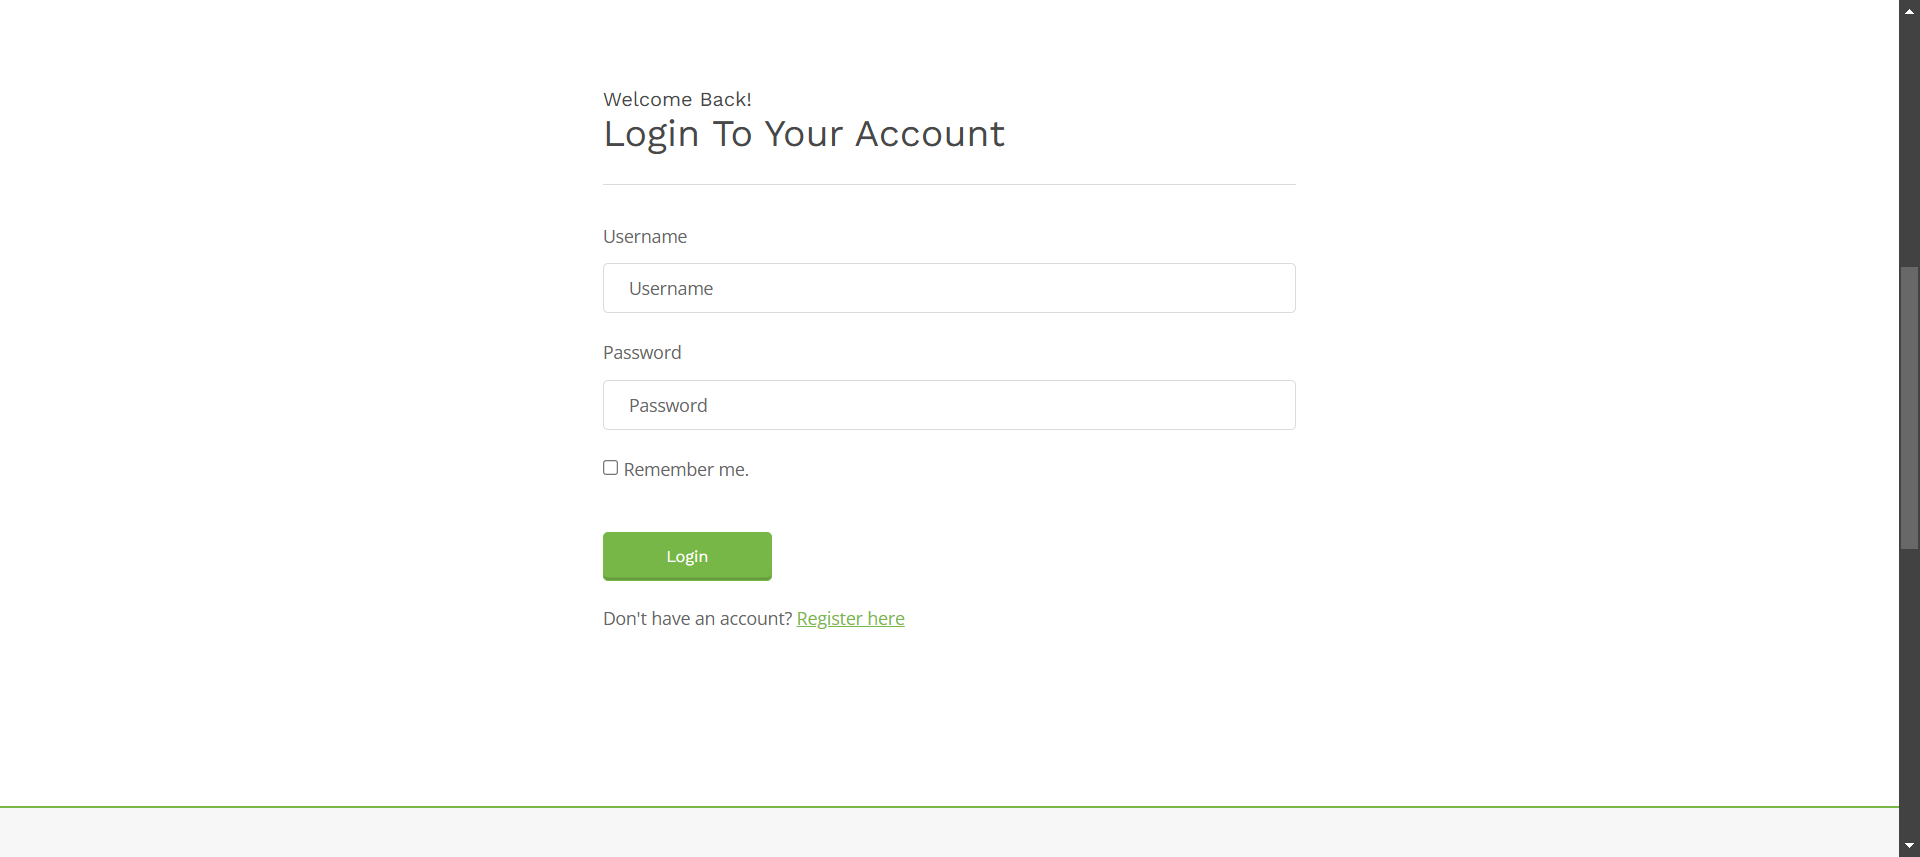 Welcome Back!
Login To Your Account
Username
Username
Password
Password
Remember me.
Login
Don't have an account? Register here